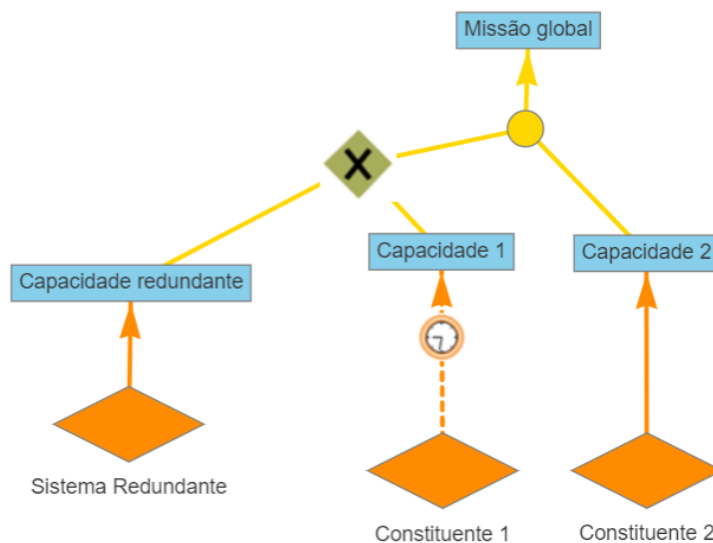 Missão global
Capacidade 1
Capacidade 2
Capacidade redundante
Sistema Redundante
Constituente 1
Constituente 2